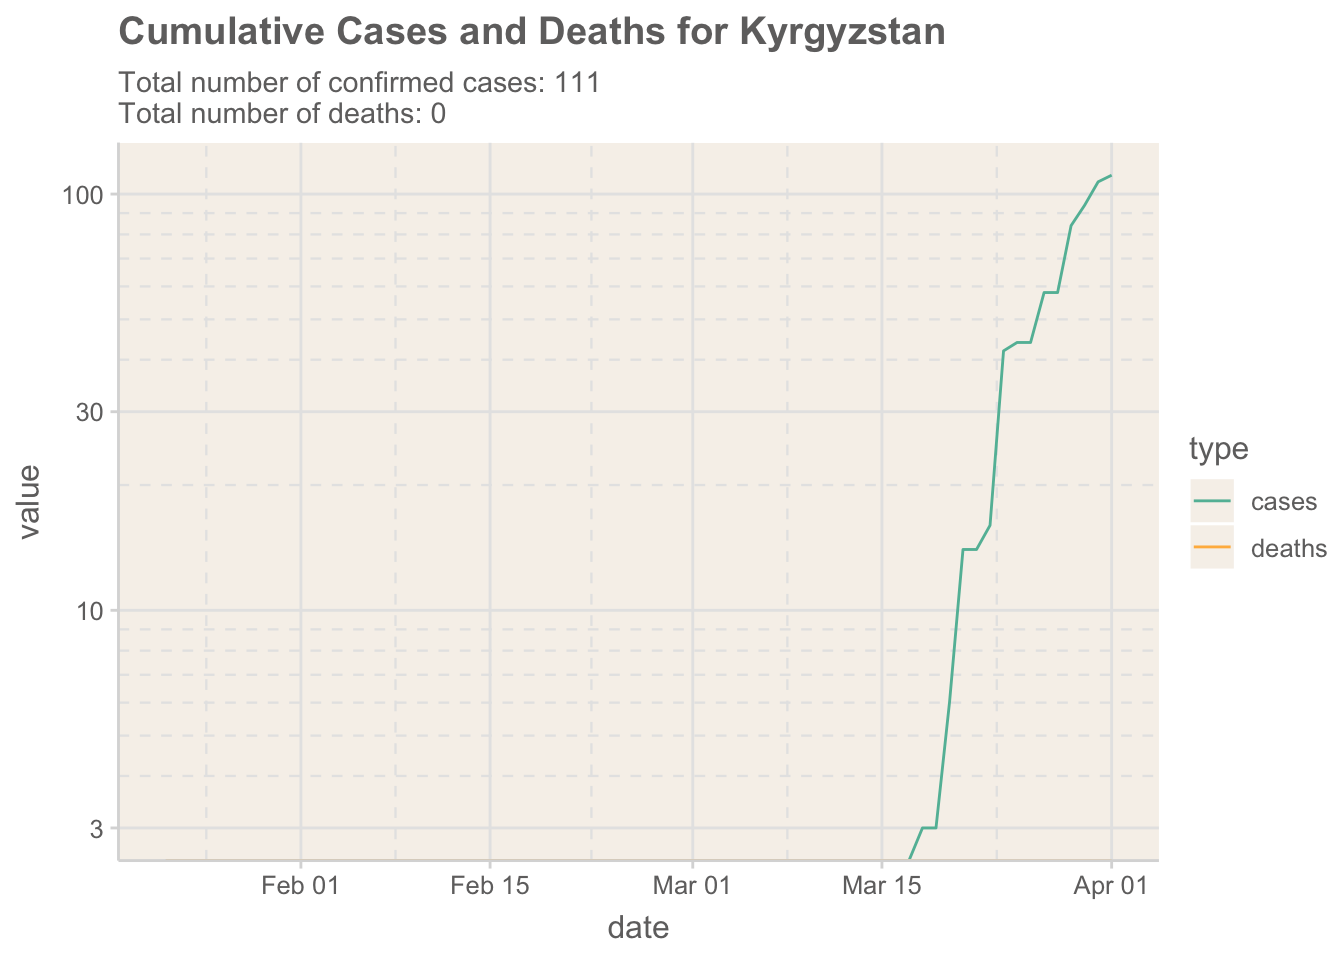 Cumulative Cases and Deaths for Kyrgyzstan
Total number of confirmed cases: 111
Total number of deaths: 0
100
30
10
3
value
Feb 01
Feb 15
Mar 01
Mar 15
Apr 01
date
type
cases
deaths